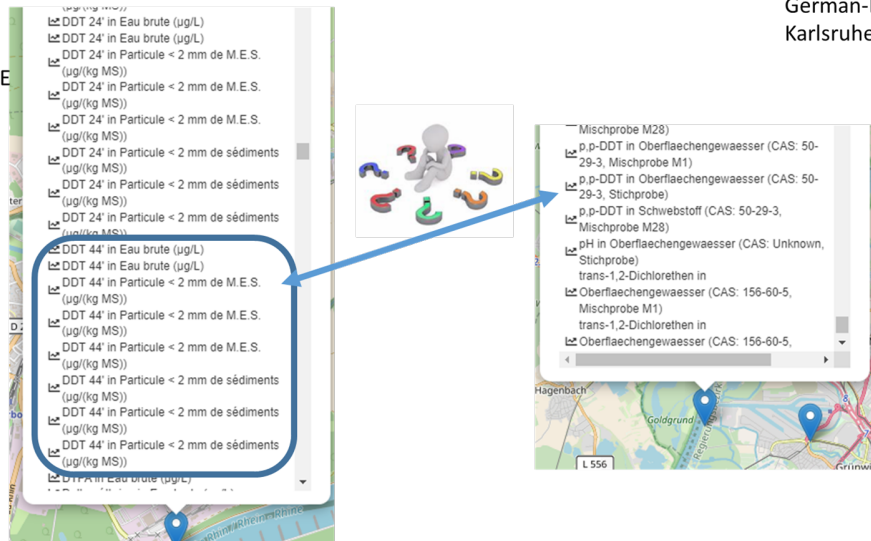 German-
Karlsruhe
E
(µg/(kg MS))
DDT 24' in Eau brute (µg/L)
DDT 24' in Eau brute (µg/L)
DDT 24' in Particule < 2 mm de M.E.S.
(µg/(kg MS))
DDT 24' in Particule < 2 mm de M.E.S.
(µg/(kg MS))
DDT 24' in Particule < 2 mm de M.E.S.
(µg/(kg MS))
DDT 24' in Particule < 2 mm de sédiments
(µg/(kg MS))
DDT 24' in Particule < 2 mm de sédiments
(µg/(kg MS))
DDT 24' in Particule < 2 mm de sédiments
(µg/(kg MS))
DDT 44' in Eau brute (µg/L)
DDT 44' in Eau brute (µg/L)
DDT 44' in Particule < 2 mm de M.E.S.
(µg/(kg MS))
DDT 44' in Particule < 2 mm de M.E.S.
(µg/(kg MS))
DDT 44' in Particule < 2 mm de M.E.S.
(µg/(kg MS))
DDT 44' in Particule < 2 mm de sédiments
(µg/(kg MS))
DDT 44' in Particule < 2 mm de sédiments
(µg/(kg MS))
DDT 44' in Particule < 2 mm de sédiments
(µg/(kg MS))
DTPA in Eau brute (µg/L)
Mischprobe M28)
p,p-DDT in Oberflaechengewaesser (CAS: 50-
29-3, Mischprobe M1)
p,p-DDT in Oberflaechengewaesser (CAS: 50-
29-3, Stichprobe)
p,p-DDT in Schwebstoff (CAS: 50-29-3,
Mischprobe M28)
pH in Oberflaechengewaesser (CAS: Unknown,
Stichprobe)
trans-1,2-Dichlorethen in
Oberflaechengewaesser (CAS: 156-60-5,
Mischprobe M1)
trans-1,2-Dichlorethen in
Oberflaechengewaesser (CAS: 156-60-5,
Hagenbach
Goldgrund
L 556